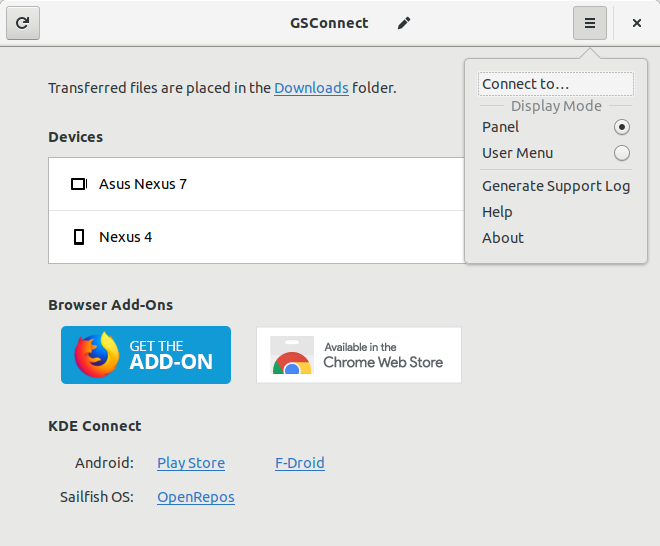 GSConnect
Connect to…
Display Mode
Panel
User Menu
Generate Support Log
Help
About
Transferred files are placed in the Downloads folder.
Devices
Asus Nexus 7
Nexus 4
Browser Add-Ons
GET THE
ADD-ON
Available in the
Chrome Web Store
KDE Connect
Android: Play Store F-Droid
Sailfish OS: OpenRepos